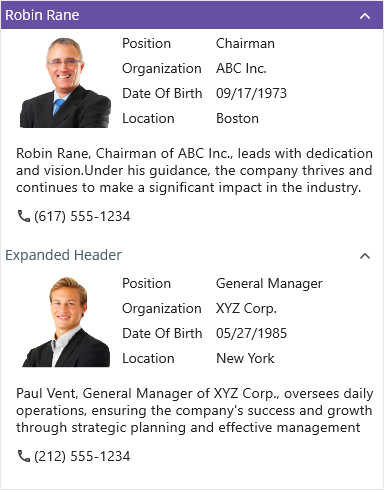 Robin Rane
Position Chairman
Organization ABC Inc.
Date Of Birth 09/17/1973
Location Boston
Robin Rane, Chairman of ABC Inc., leads with dedication
and vision.Under his guidance, the company thrives and
continues to make a significant impact in the industry.
(617) 555-1234
Expanded Header
Position General Manager
Organization XYZ Corp.
Date Of Birth 05/27/1985
Location New York
Paul Vent, General Manager of XYZ Corp., oversees daily
operations, ensuring the company's success and growth
through strategic planning and effective management
(212) 555-1234